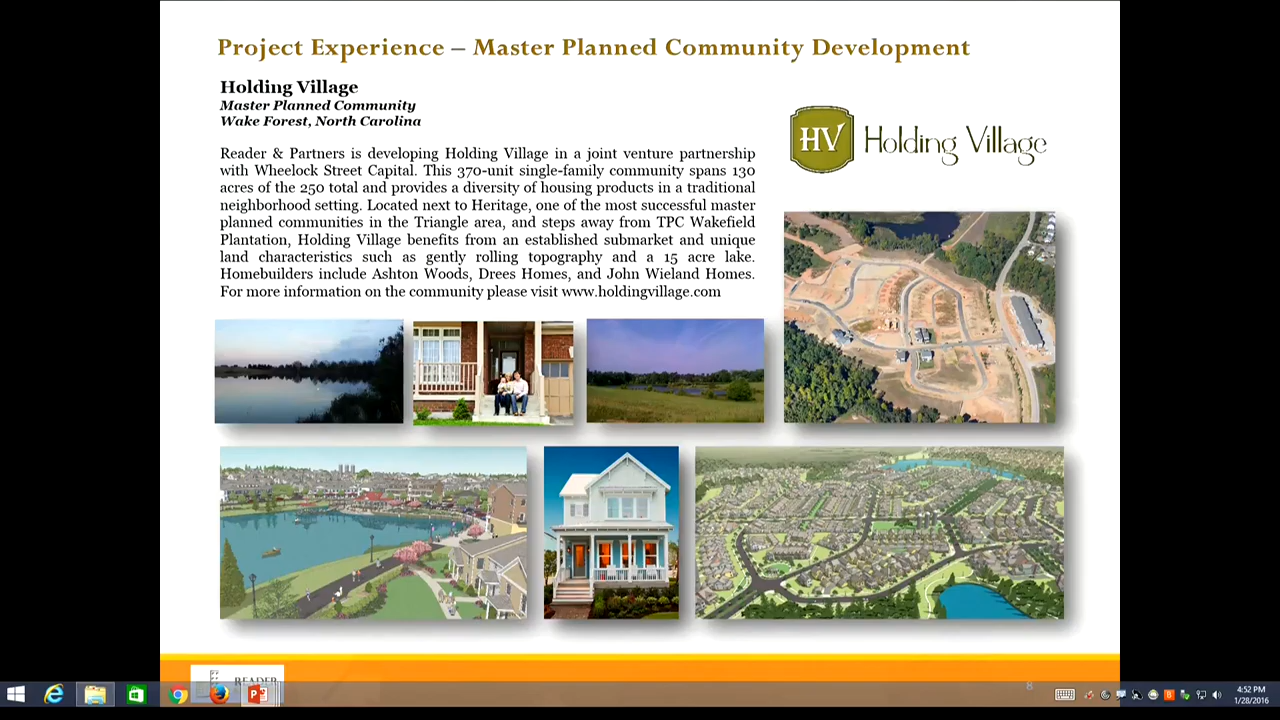 Project Experience – Master Planned Community Development
Holding Village
Master Planned Community
Wake Forest, North Carolina
HV Holding Village
Reader & Partners is developing Holding Village in a joint venture partnership
with Wheelock Street Capital. This 370-unit single-family community spans 130
acres of the 250 total and provides a diversity of housing products in a traditional
neighborhood setting. Located next to Heritage, one of the most successful master
planned communities in the Triangle area, and steps away from TPC Wakefield
Plantation, Holding Village benefits from an established submarket and unique
land characteristics such as gently rolling topography and a 15 acre lake.
Homebuilders include Ashton Woods, Drees Homes, and John Wieland Homes.
For more information on the community please visit www.holdingvillage.com
READER
8
4:52 PM
1/28/2016